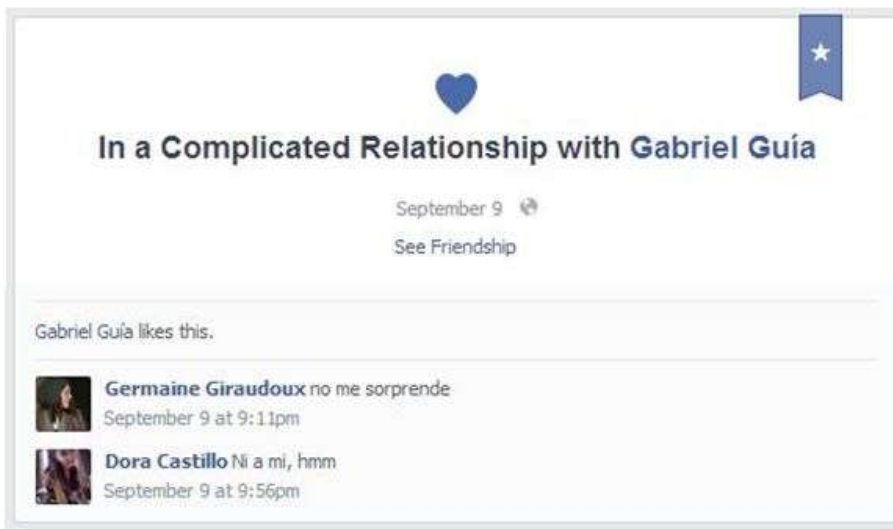 In a Complicated Relationship with Gabriel Guía
September 9
See Friendship
Gabriel Guía likes this.
Germaine Giraudoux no me sorprende
September 9 at 9:11pm
Dora Castillo Ni a mi, hmm
September 9 at 9:56pm